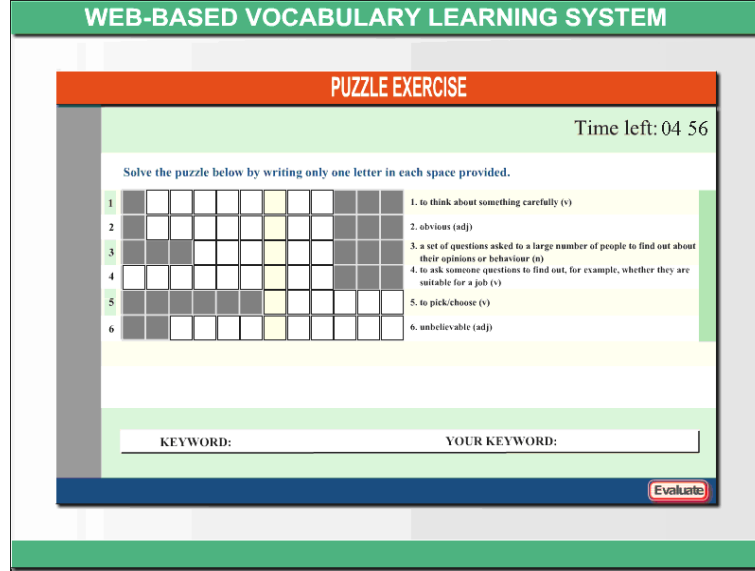 WEB-BASED VOCABULARY LEARNING SYSTEM
PUZZLE EXERCISE
Time left: 04 56
Solve the puzzle below by writing only one letter in each space provided.
1
2
3
4
5
6
1. to think about something carefully (v)
2. obvious (adj)
3. a set of questions asked to a large number of people to find out about
their opinions or behaviour (n)
4. to ask someone questions to find out, for example, whether they are
suitable for a job (v)
5. to pick/choose (v)
6. unbelievable (adj)
KEYWORD:
YOUR KEYWORD:
Evaluate